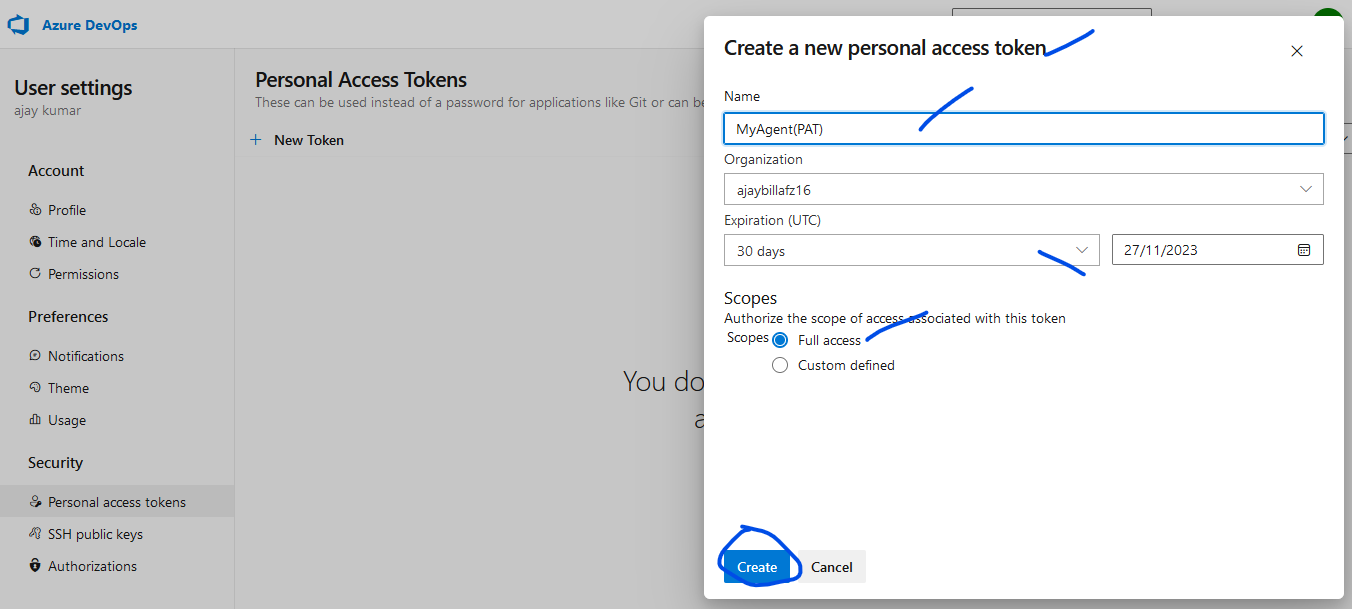 Azure DevOps
User settings
ajay kumar
Account
Profile
Time and Locale
Permissions
Preferences
Notifications
Theme
Usage
Security
Personal access tokens
SSH public keys
Authorizations
Personal Access Tokens
These can be used instead of a password for applications like Git or can be
+ New Token
You do
a
Create a new personal access token
Name
MyAgent(PAT)
Organization
ajaybillafz16
Expiration (UTC)
30 days 27/11/2023
Scopes
Authorize the scope of access associated with this token
Scopes Full access
Custom defined
Create Cancel